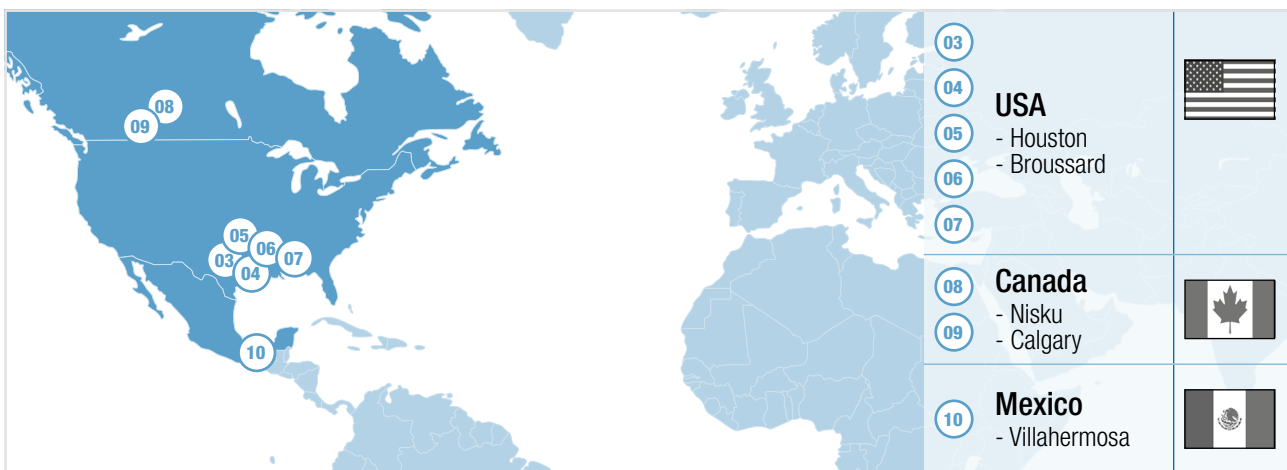 08
09
05
06
03
07
04
10
03
04
05
06
07
USA
- Houston
- Broussard
08
09
Canada
- Nisku
- Calgary
10
Mexico
- Villahermosa